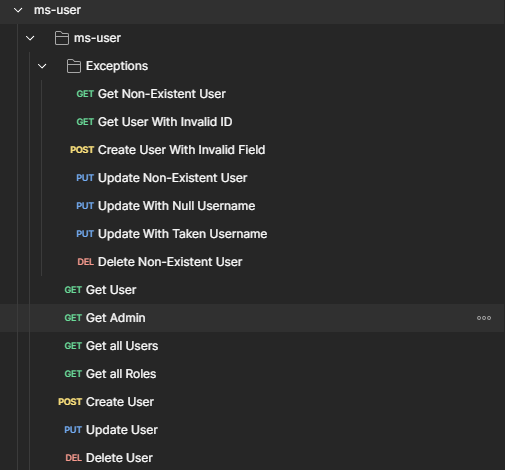 ms-user
ms-user
Exceptions
GET Get Non-Existent User
GET Get User With Invalid ID
POST Create User With Invalid Field
PUT Update Non-Existent User
PUT Update With Null Username
PUT Update With Taken Username
DEL Delete Non-Existent User
GET Get User
GET Get Admin
GET Get all Users
GET Get all Roles
POST Create User
PUT Update User
DEL Delete User